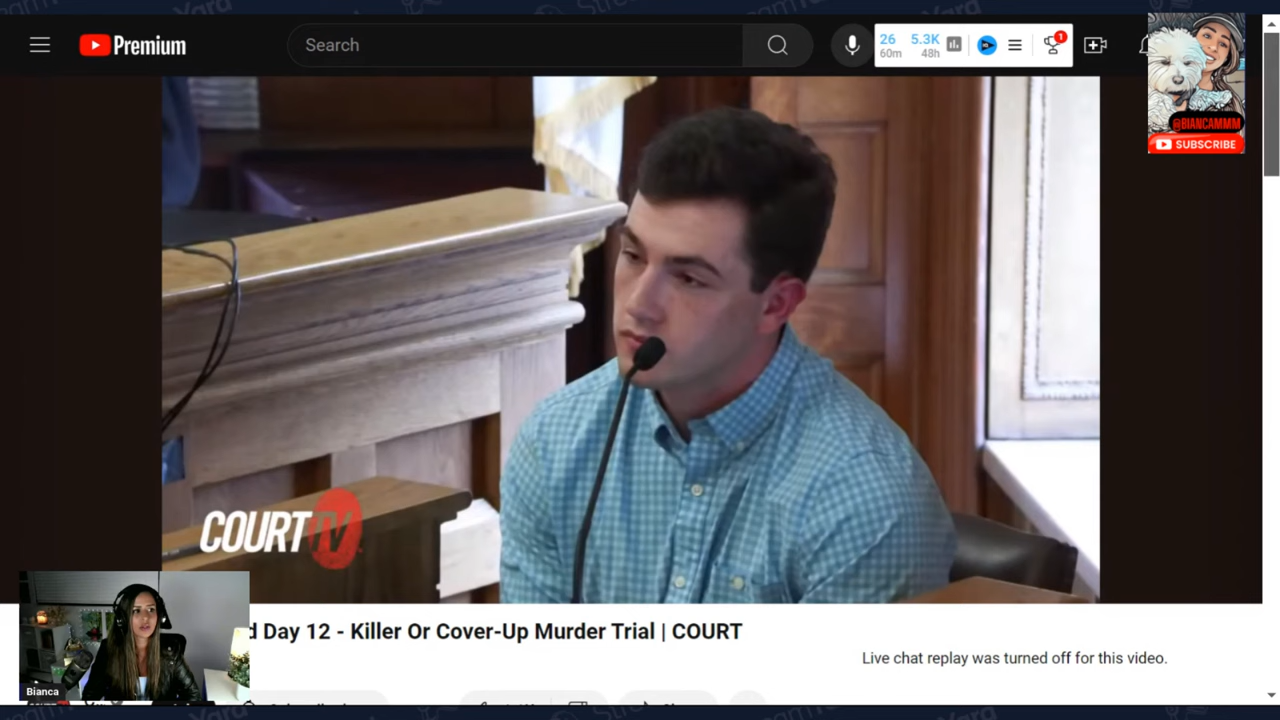 Premium
Search
26
60m
5.3K
48h
1
@BIANCAMMM
SUBSCRIBE
COURT TV
Bianca
d Day 12 - Killer Or Cover-Up Murder Trial | COURT
Live chat replay was turned off for this video.